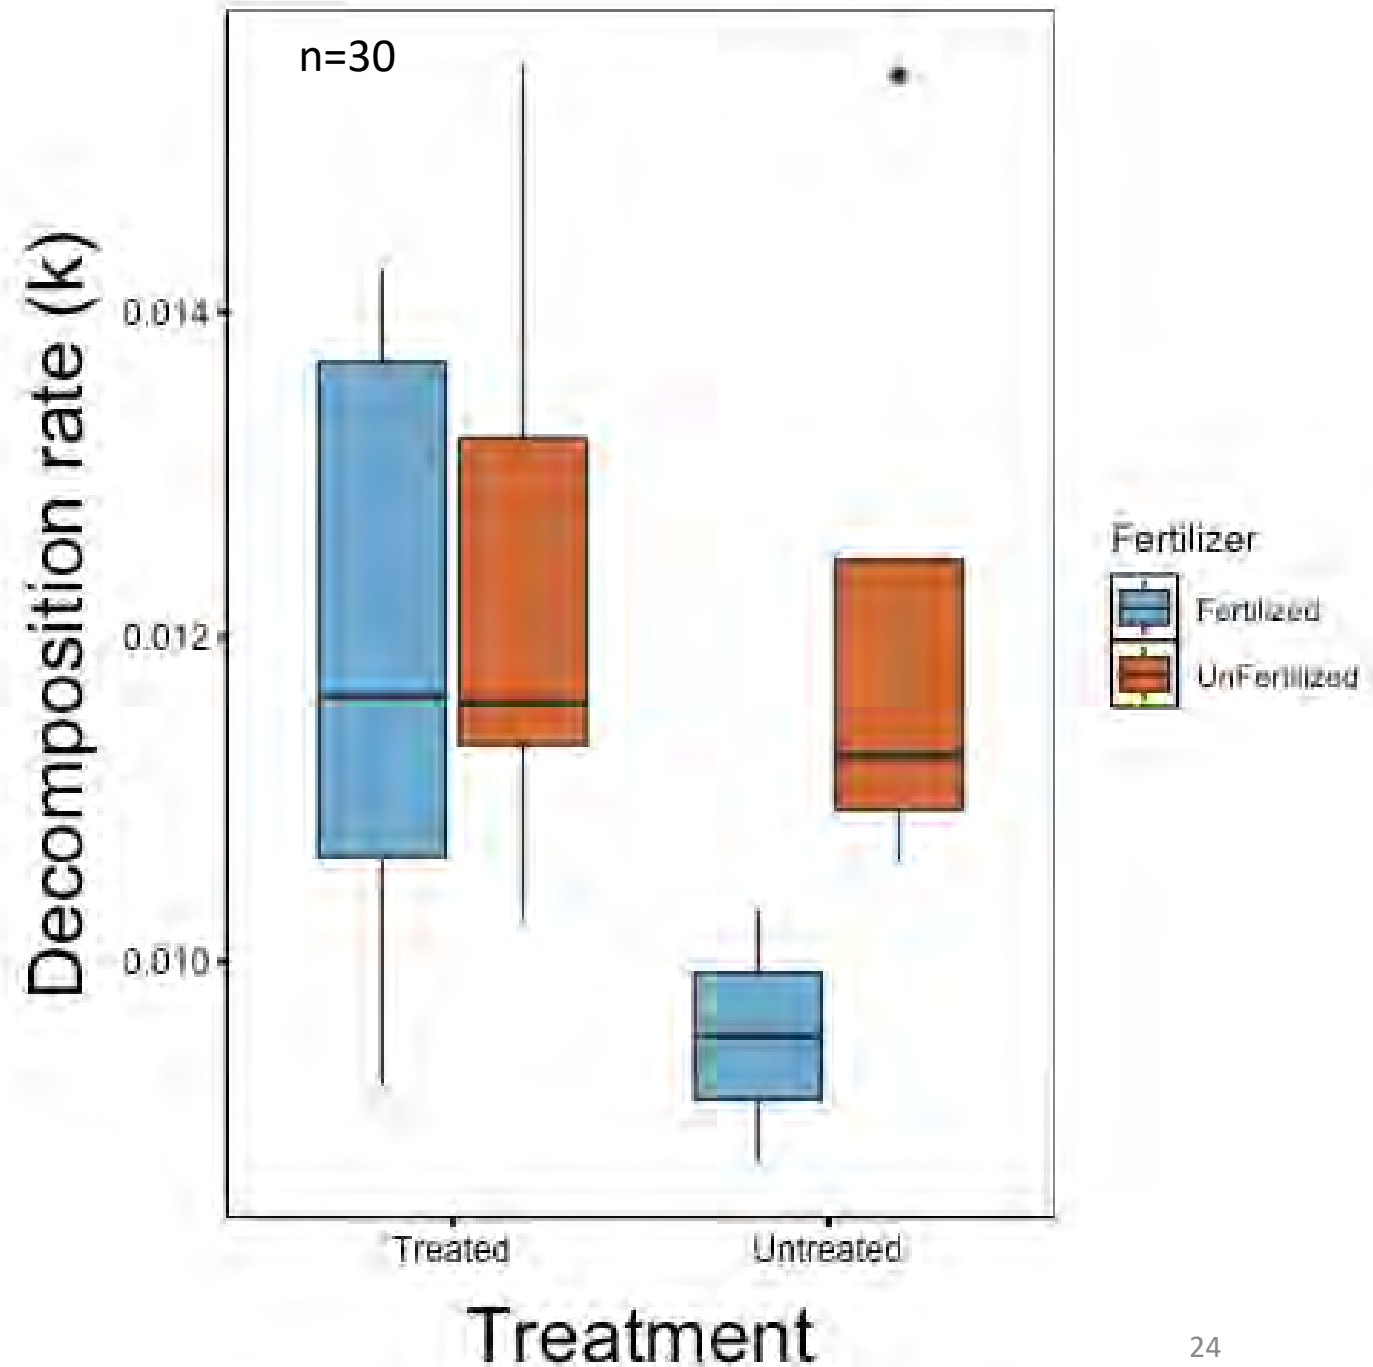 n=30
Decomposition rate (k)
0.014
0.012
0.010
Fertilizer
Fertilized
UnFertilized
Treated
Untreated
Treatment
24